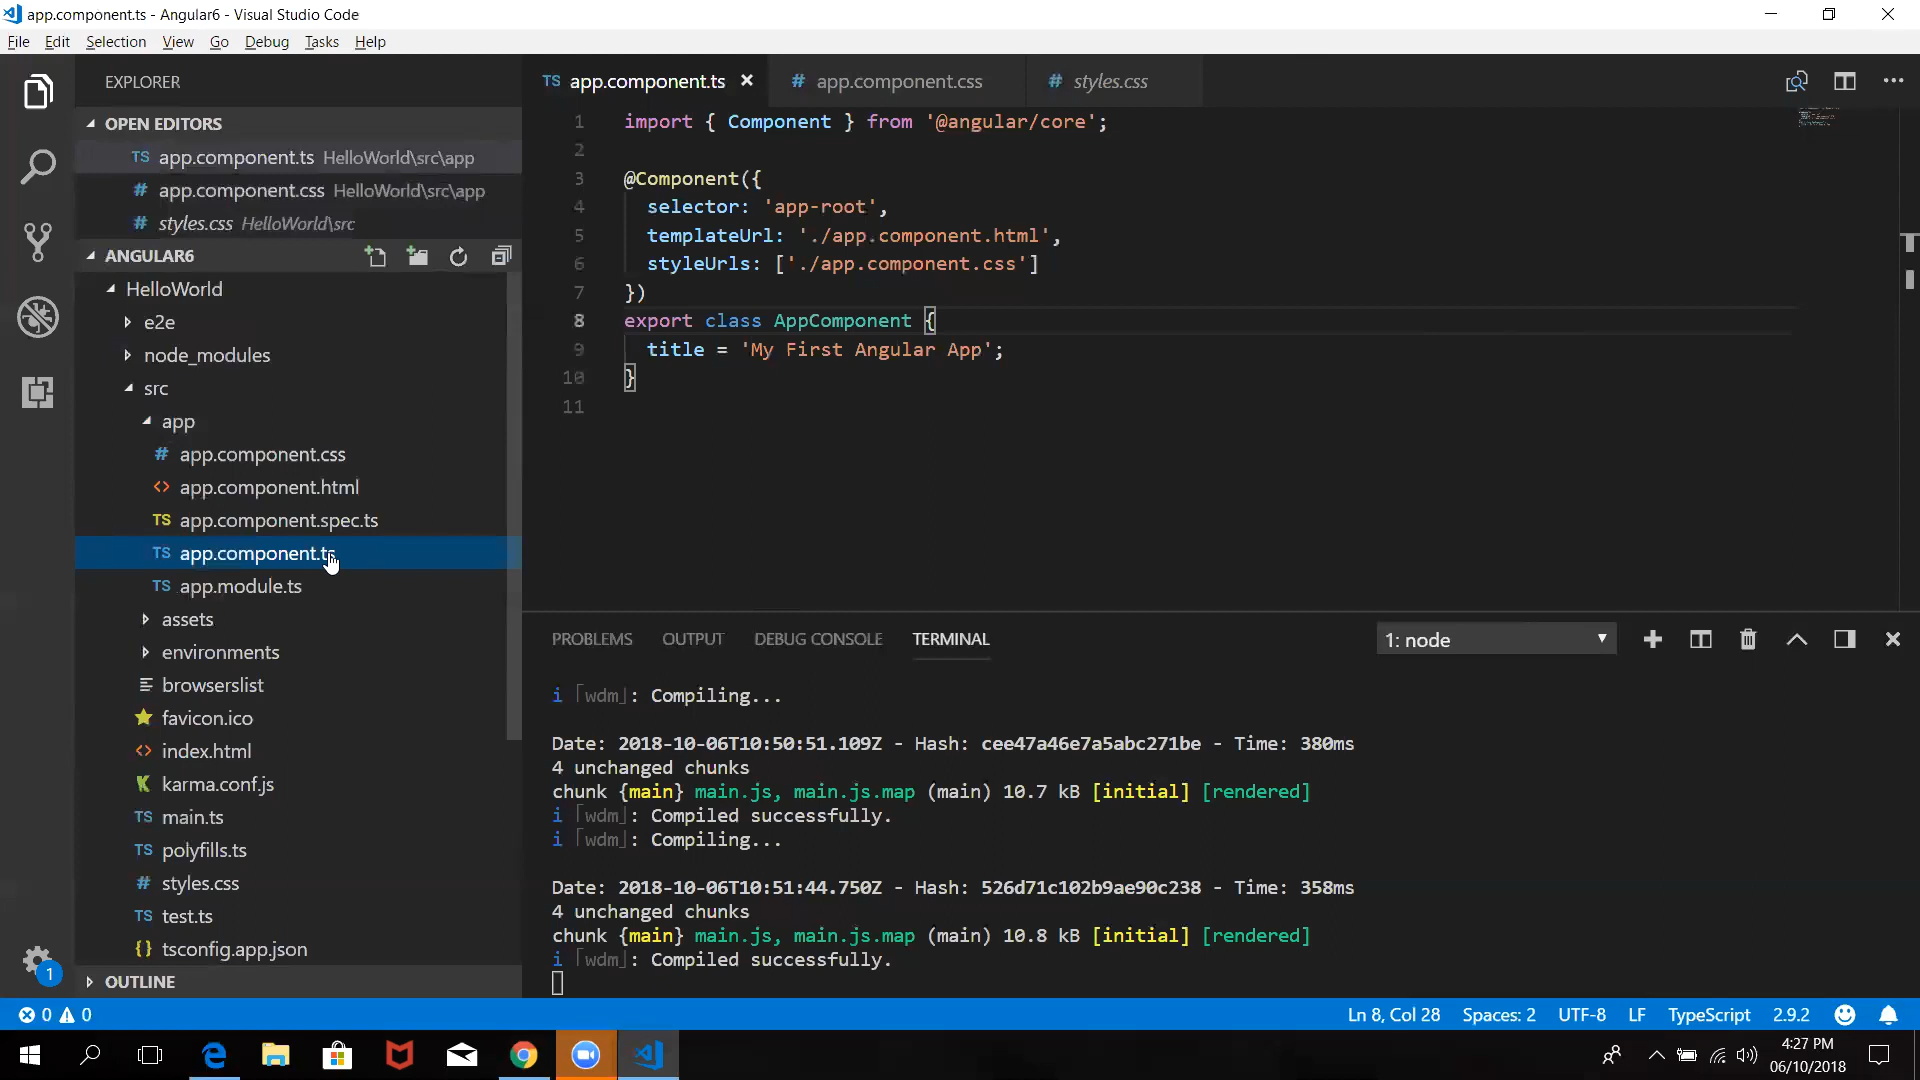 app.component.ts - Angular6 - Visual Studio Code
File Edit Selection View Go Debug Tasks Help
EXPLORER
OPEN EDITORS
TS app.component.ts HelloWorld\src\app
# app.component.css HelloWorld\src\app
# styles.css HelloWorld\src
ANGULAR6
HelloWorld
e2e
node_modules
src
app
# app.component.css
<> app.component.html
TS app.component.spec.ts
TS app.component.ts
TS app.module.ts
assets
environments
browserslist
favicon.ico
<> index.html
karma.conf.js
TS main.ts
TS polyfills.ts
# styles.css
TS test.ts
{} tsconfig.app.json
OUTLINE
TS app.component.ts # app.component.css # styles.css
1 import { Component } from '@angular/core';
2
3 @Component({
4 selector: 'app-root',
5 templateUrl: './app.component.html',
6 styleUrls: ['./app.component.css']
7 })
8 export class AppComponent {
9 title = 'My First Angular App';
10 }
11
PROBLEMS OUTPUT DEBUG CONSOLE TERMINAL 1: node
i ｢wdm｣: Compiling...
Date: 2018-10-06T10:50:51.109Z - Hash: cee47a46e7a5abc271be - Time: 380ms
4 unchanged chunks
chunk {main} main.js, main.js.map (main) 10.7 kB [initial] [rendered]
i ｢wdm｣: Compiled successfully.
i ｢wdm｣: Compiling...
Date: 2018-10-06T10:51:44.750Z - Hash: 526d71c102b9ae90c238 - Time: 358ms
4 unchanged chunks
chunk {main} main.js, main.js.map (main) 10.8 kB [initial] [rendered]
i ｢wdm｣: Compiled successfully.
1
0 0 Ln 8, Col 28 Spaces: 2 UTF-8 LF TypeScript 2.9.2
4:27 PM
06/10/2018